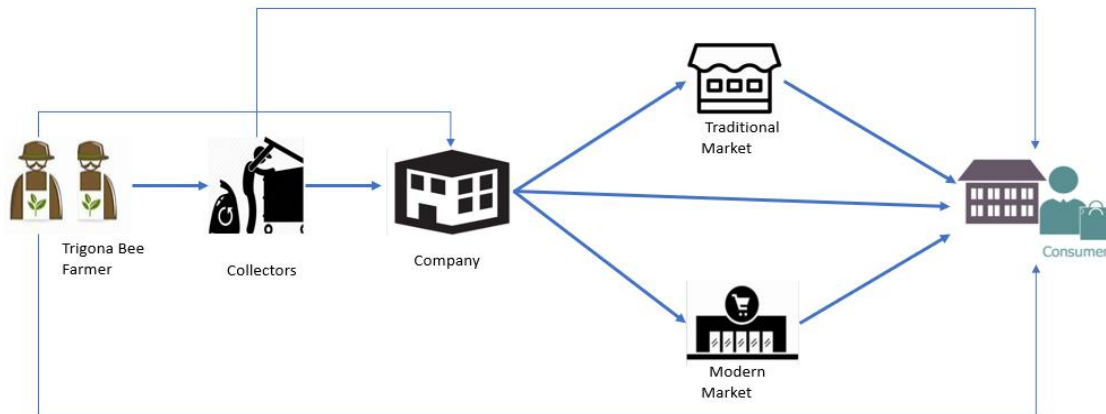 Traditional
Market
Trigona Bee
Farmer
Collectors
Company
Consumer
Modern
Market